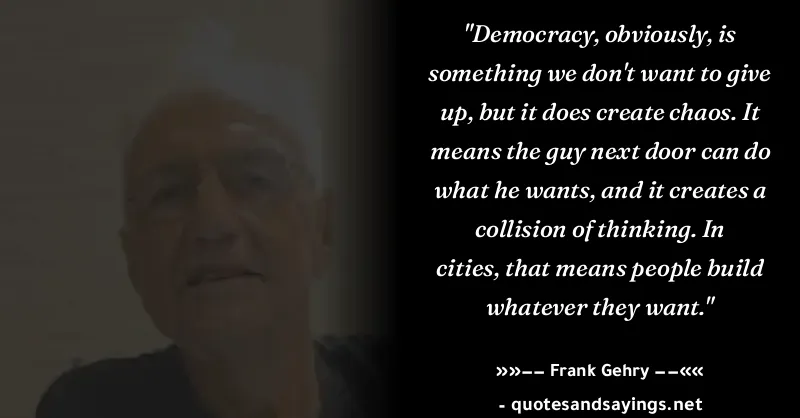 "Democracy, obviously, is
something we don't want to give
up, but it does create chaos. It
means the guy next door can do
what he wants, and it creates a
collision of thinking. In
cities, that means people build
whatever they want."
»»−− Frank Gehry −−««
- quotesandsayings.net